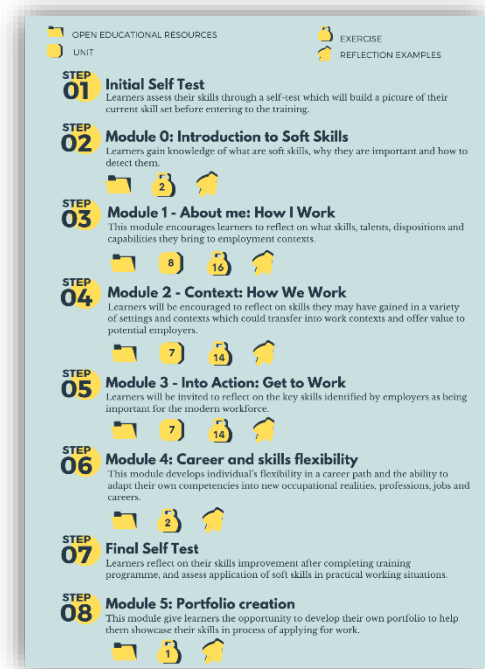 OPEN EDUCATIONAL RESOURCES
UNIT
EXERCISE
REFLECTION EXAMPLES
STEP
01
Initial Self Test
Learners assess their skills through a self-test which will build a picture of their
current skill set before entering to the training.
STEP
02
Module 0: Introduction to Soft Skills
Learners gain knowledge of what are soft skills, why they are important and how to
detect them.
2
STEP
03
Module 1 - About me: How I Work
This module encourages learners to reflect on what skills, talents, dispositions and
capabilities they bring to employment contexts.
8
16
STEP
04
Module 2 - Context: How We Work
Learners will be encouraged to reflect on skills they may have gained in a variety
of settings and contexts which could transfer into work contexts and offer value to
potential employers.
7
14
STEP
05
Module 3 - Into Action: Get to Work
Learners will be invited to reflect on the key skills identified by employers as being
important for the modern workforce.
7
14
STEP
06
Module 4: Career and skills flexibility
This module develops individual's flexibility in a career path and the ability to
adapt their own competencies into new occupational realities, professions, jobs and
careers.
2
STEP
07
Final Self Test
Learners reflect on their skills improvement after completing training
programme, and assess application of soft skills in practical working situations.
STEP
08
Module 5: Portfolio creation
This module give learners the opportunity to develop their own portfolio to help
them showcase their skills in process of applying for work.
1